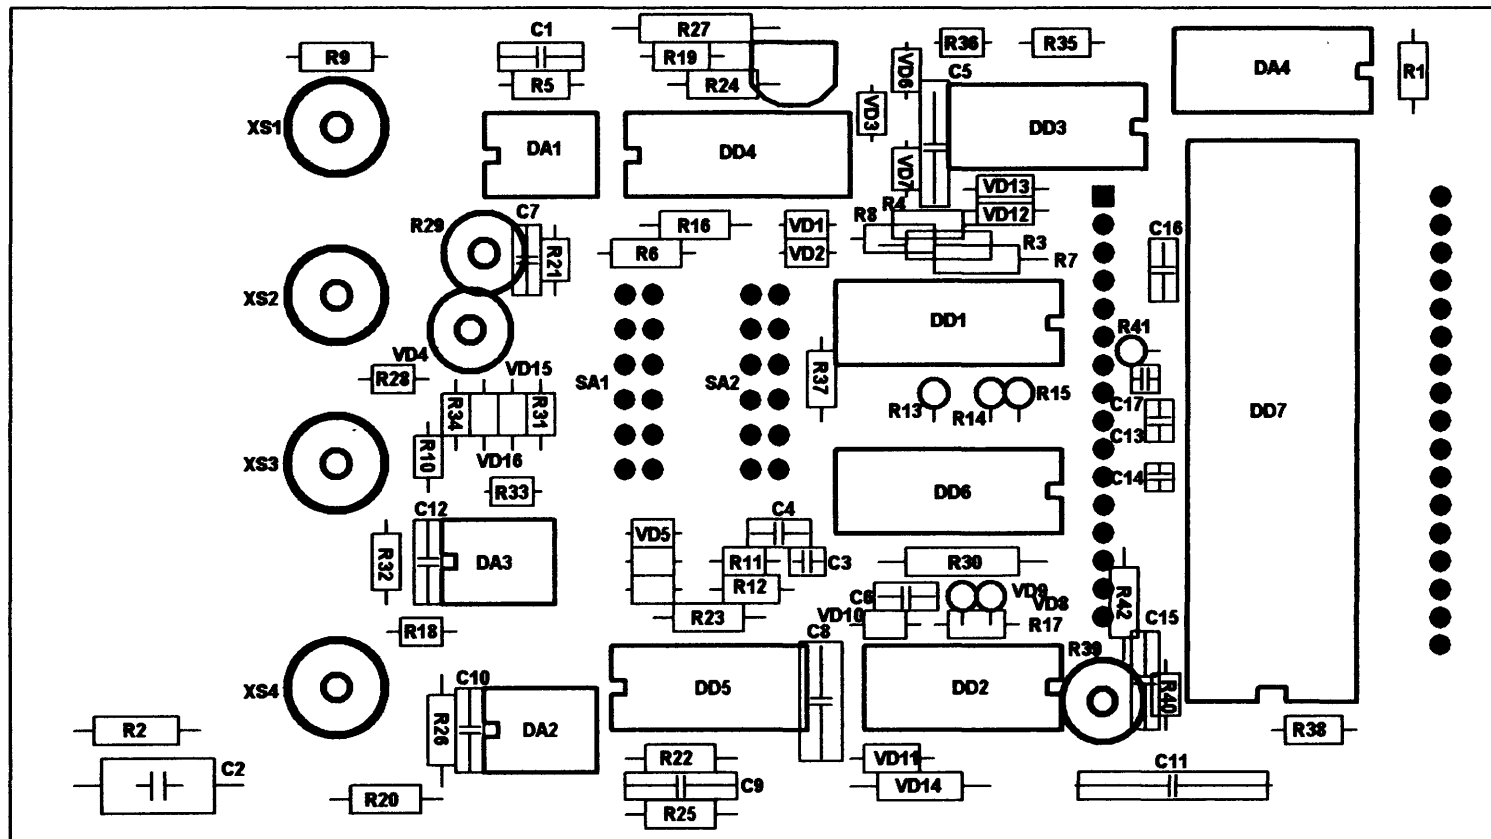 R27
C1
R9
R19
R36
R35
R5
R24
VD6
C5
DA4
R1
XS1
VD3
DA1
DD4
DD3
VD7
VD13
R4
VD12
C7
R29
R16
VD1
R8
C16
R21
R6
VD2
R3
R7
XS2
DD1
R41
VD4
VD15
R28
SA1
SA2
R37
R34
R31
R13
R14
R15
C17
DD7
C13
R10
XS3
VD16
C14
R33
DD6
C12
C4
VD5
R32
DA3
R11
C3
R30
R12
C6
VD9
VD8
R42
R23
VD10
R17
R18
C8
C15
R39
C10
XS4
DD5
DD2
R40
R26
R2
DA2
R38
R22
VD11
C2
C9
VD14
C11
R20
R25